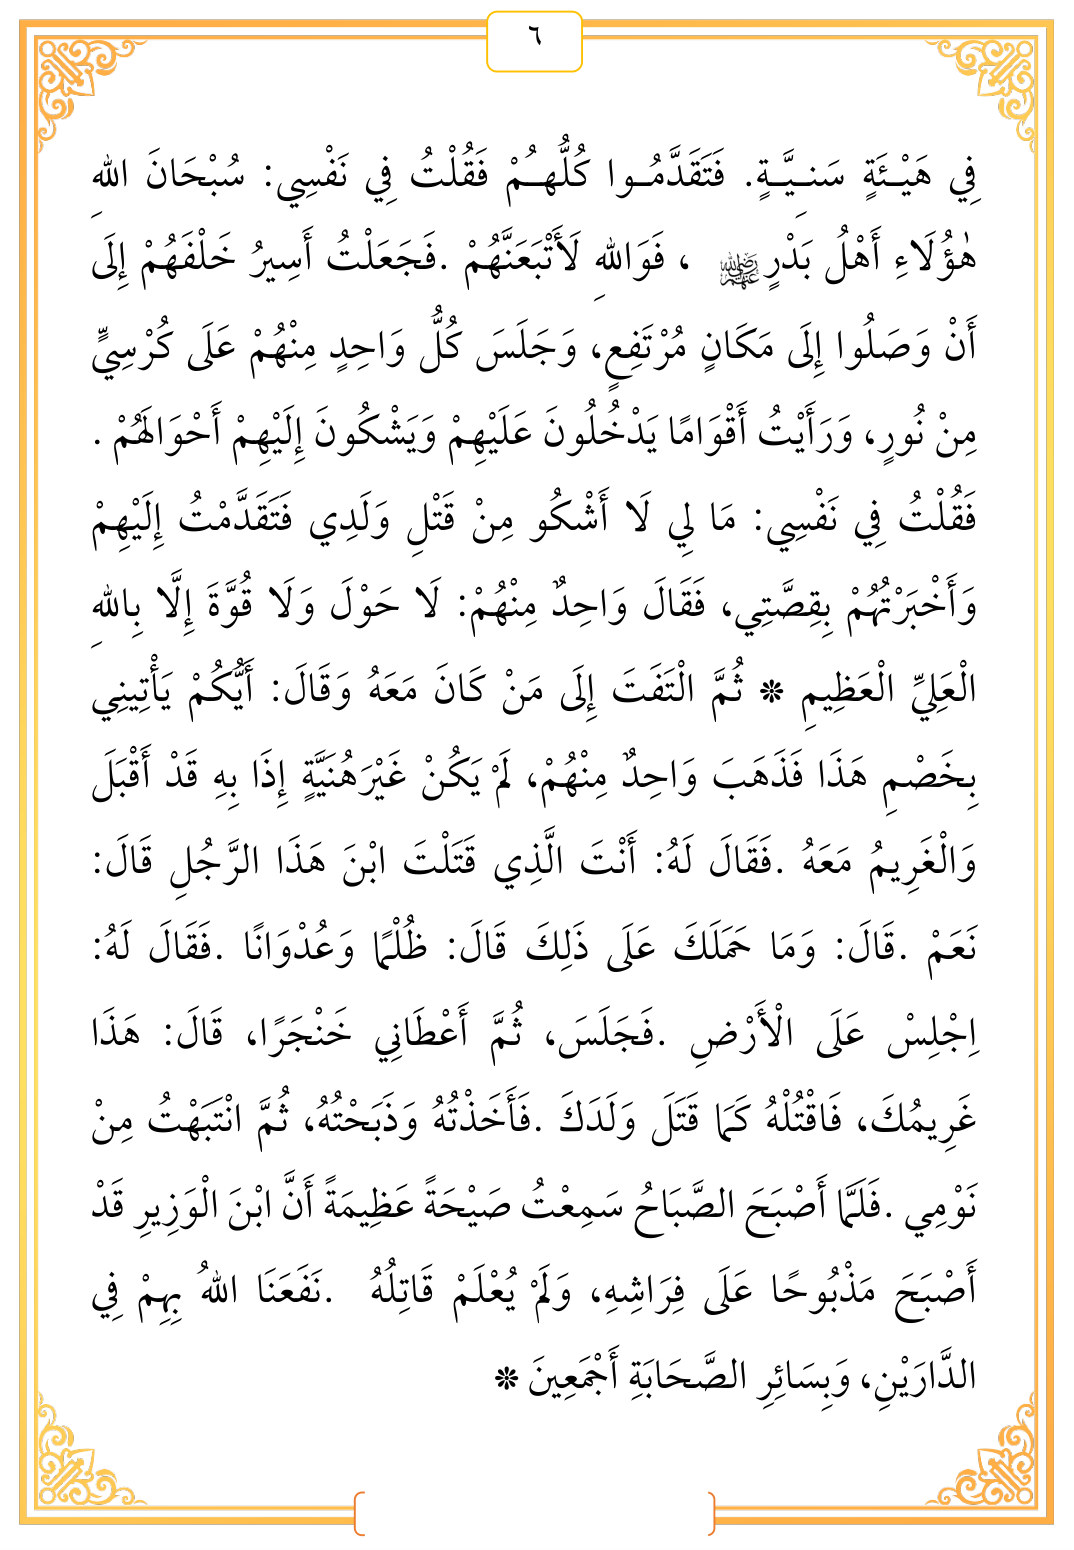 ٦
فِي هَيْئَةٍ سَنِيَّةٍ. فَتَقَدَّمُوا كُلُّهُمْ فَقُلْتُ فِي نَفْسِي: سُبْحَانَ اللهِ
هٰؤُلَاءِ أَهْلُ بَدْرٍ ؓ ، فَوَاللهِ لَأَتْبَعَنَّهُمْ .فَجَعَلْتُ أَسِيرُ خَلْفَهُمْ إِلَى
أَنْ وَصَلُوا إِلَى مَكَانٍ مُرْتَفِعٍ، وَجَلَسَ كُلُّ وَاحِدٍ مِنْهُمْ عَلَى كُرْسِيٍّ
مِنْ نُورٍ، وَرَأَيْتُ أَقْوَامًا يَدْخُلُونَ عَلَيْهِمْ وَيَشْكُونَ إِلَيْهِمْ أَحْوَالَهُمْ .
فَقُلْتُ فِي نَفْسِي: مَا لِي لَا أَشْكُو مِنْ قَتْلِ وَلَدِي فَتَقَدَّمْتُ إِلَيْهِمْ
وَأَخْبَرْتُهُمْ بِقِصَّتِي، فَقَالَ وَاحِدٌ مِنْهُمْ: لَا حَوْلَ وَلَا قُوَّةَ إِلَّا بِاللهِ
الْعَلِيِّ الْعَظِيمِ ❊ ثُمَّ الْتَفَتَ إِلَى مَنْ كَانَ مَعَهُ وَقَالَ: أَيُّكُمْ يَأْتِينِي
بِخَصْمِ هَذَا فَذَهَبَ وَاحِدٌ مِنْهُمْ، لَمْ يَكُنْ غَيْرَهُنَيَّةٍ إِذَا بِهِ قَدْ أَقْبَلَ
وَالْغَرِيمُ مَعَهُ .فَقَالَ لَهُ: أَنْتَ الَّذِي قَتَلْتَ ابْنَ هَذَا الرَّجُلِ قَالَ:
نَعَمْ .قَالَ: وَمَا حَمَلَكَ عَلَى ذَلِكَ قَالَ: ظُلْمًا وَعُدْوَانًا .فَقَالَ لَهُ:
اِجْلِسْ عَلَى الْأَرْضِ .فَجَلَسَ، ثُمَّ أَعْطَانِي خَنْجَرًا، قَالَ: هَذَا
غَرِيمُكَ، فَاقْتُلْهُ كَمَا قَتَلَ وَلَدَكَ .فَأَخَذْتُهُ وَذَبَحْتُهُ، ثُمَّ انْتَبَهْتُ مِنْ
نَوْمِي .فَلَمَّا أَصْبَحَ الصَّبَاحُ سَمِعْتُ صَيْحَةً عَظِيمَةً أَنَّ ابْنَ الْوَزِيرِ قَدْ
أَصْبَحَ مَذْبُوحًا عَلَى فِرَاشِهِ، وَلَمْ يُعْلَمْ قَاتِلُهُ .نَفَعَنَا اللهُ بِهِمْ فِي
الدَّارَيْنِ، وَبِسَائِرِ الصَّحَابَةِ أَجْمَعِينَ ❊